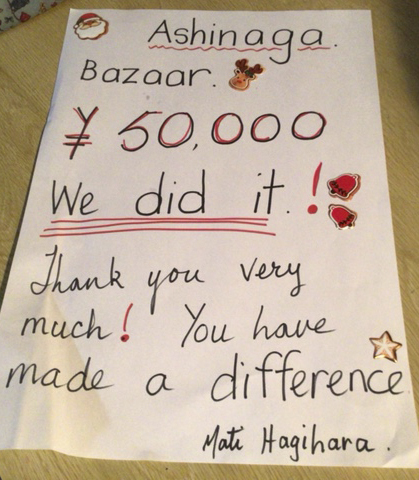 Ashinaga.
Bazaar.
¥ 50,000
We did it.!
Thank you very
much! You have
made a difference
Mati Hagihara.